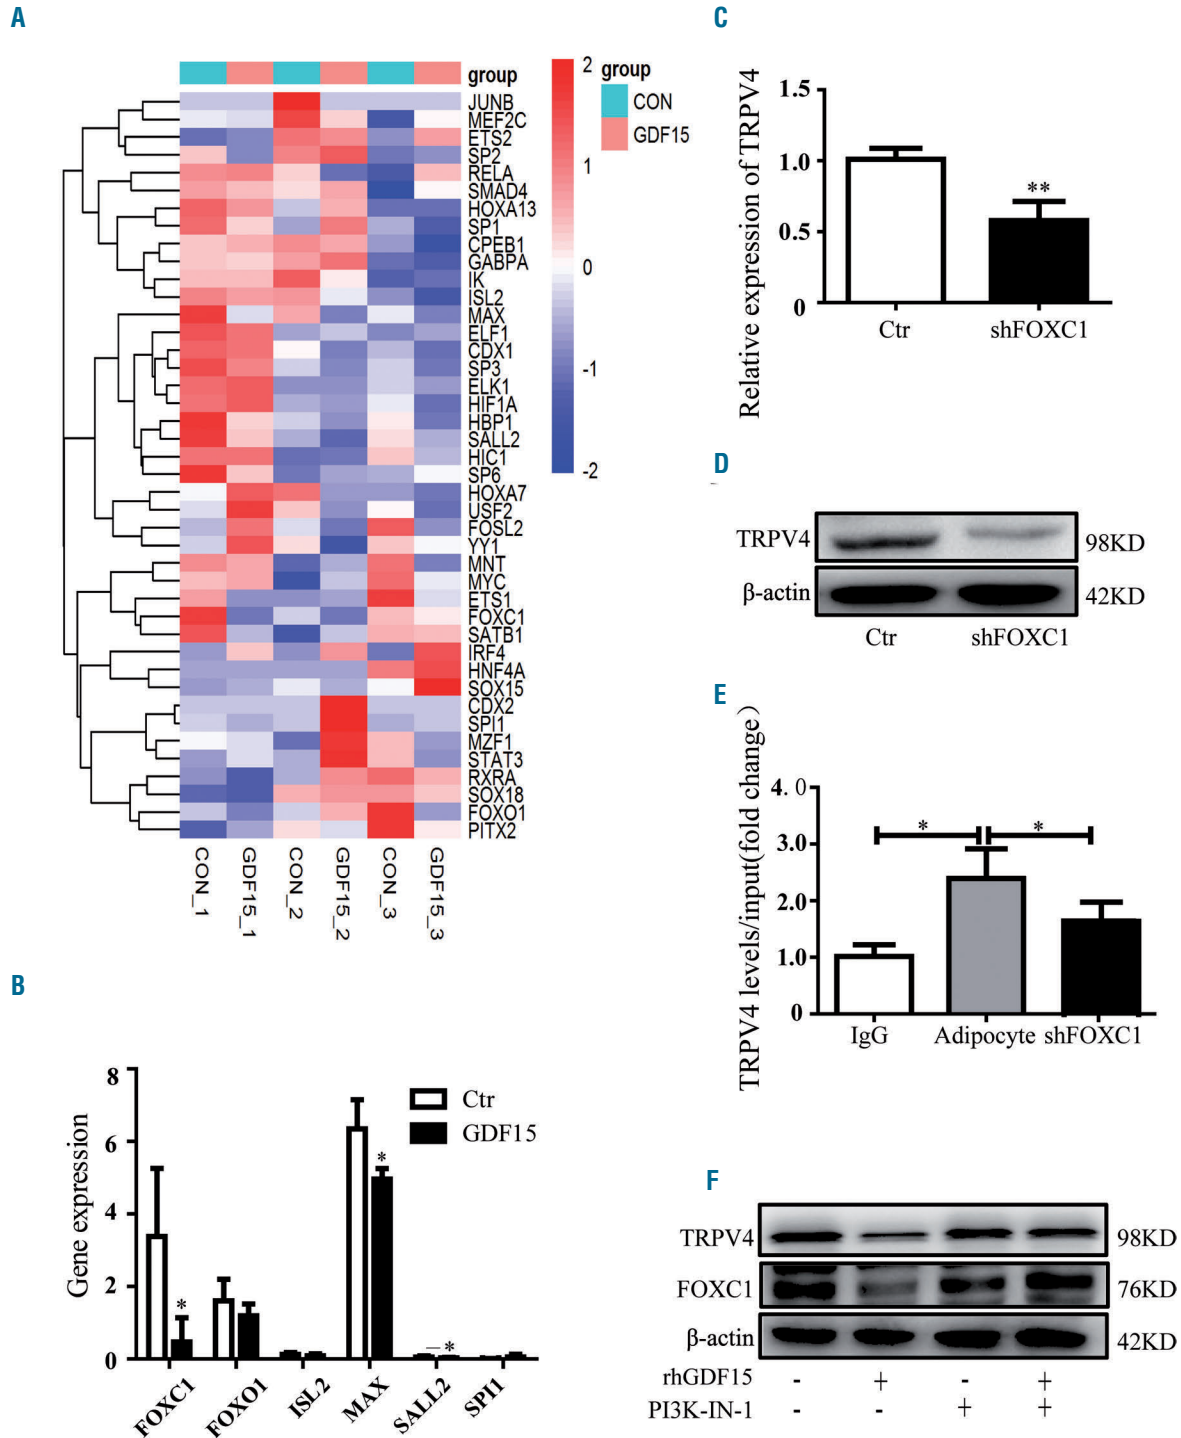 A
group
JUNB
MEF2C
ETS2
SP2
RELA
SMAD4
HOXA13
SP1
CPEB1
GABPA
IK
ISL2
MAX
ELF1
CDX1
SP3
ELK1
HIF1A
HBP1
SALL2
HIC1
SP6
HOXA7
USF2
FOSL2
YY1
MNT
MYC
ETS1
FOXC1
SATB1
IRF4
HNF4A
SOX15
CDX2
SPI1
MZF1
STAT3
RXRA
SOX18
FOXO1
PITX2
CON_1
GDF15_1
CON_2
GDF15_2
CON_3
GDF15_3
2
1
0
-1
-2
group
CON
GDF15
B
Gene expression
8
6
4
2
0
Ctr
GDF15
*
*
*
FOXC1
FOXO1
ISL2
MAX
SALL2
SPI1
C
Relative expression of TRPV4
1.5
1.0
0.5
0
**
Ctr
shFOXC1
D
TRPV4
98KD
β-actin
42KD
Ctr
shFOXC1
E
TRPV4 levels/input(fold change)
4.0
3.0
2.0
1.0
0
*
*
IgG
Adipocyte
shFOXC1
F
TRPV4
98KD
FOXC1
76KD
β-actin
42KD
rhGDF15 - + - +
PI3K-IN-1 - - + +